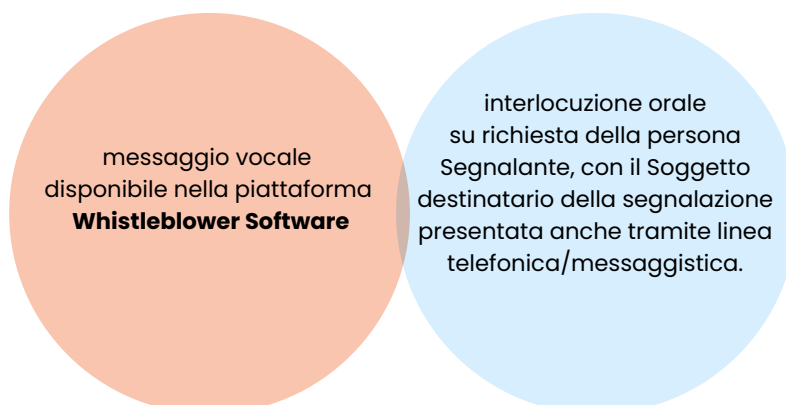 messaggio vocale
disponibile nella piattaforma
Whistleblower Software
interlocuzione orale
su richiesta della persona
Segnalante, con il Soggetto
destinatario della segnalazione
presentata anche tramite linea
telefonica/messaggistica.